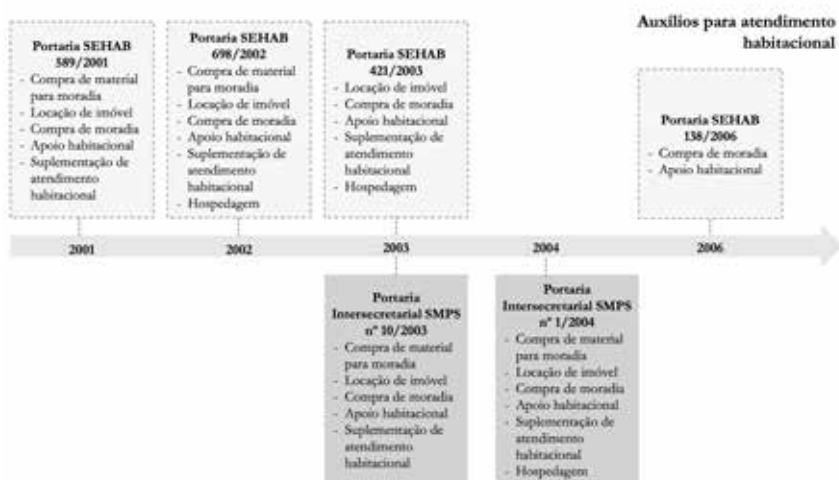 Auxílios para atendimento
habitacional
Portaria SEHAB
589/2001
- Compra de material
para moradia
- Locação de imóvel
- Compra de moradia
- Apoio habitacional
- Suplementação de
atendimento
habitacional
Portaria SEHAB
698/2002
- Compra de material
para moradia
- Locação de imóvel
- Compra de moradia
- Apoio habitacional
- Suplementação de
atendimento
habitacional
- Hospedagem
Portaria SEHAB
421/2003
- Locação de imóvel
- Compra de moradia
- Apoio habitacional
- Suplementação de
atendimento
habitacional
- Hospedagem
Portaria SEHAB
138/2006
- Compra de moradia
- Apoio habitacional
2001
2002
2003
2004
2006
Portaria
Intersecretarial SMPS
nº 10/2003
- Compra de material
para moradia
- Locação de imóvel
- Compra de moradia
- Apoio habitacional
- Suplementação de
atendimento
habitacional
Portaria
Intersecretarial SMPS
nº 1/2004
- Compra de material
para moradia
- Locação de imóvel
- Compra de moradia
- Apoio habitacional
- Suplementação de
atendimento
habitacional
- Hospedagem